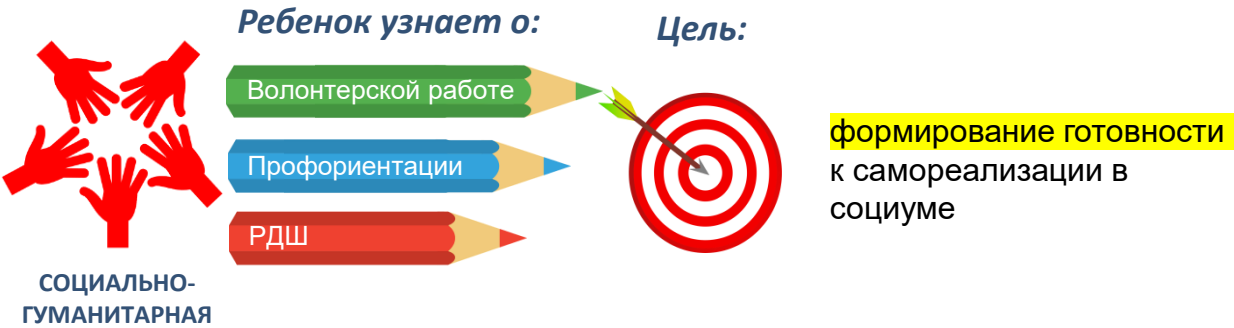 Ребенок узнает о:
Цель:
Волонтерской работе
Профориентации
РДШ
формирование готовности
к самореализации в
социуме
СОЦИАЛЬНО-
ГУМАНИТАРНАЯ